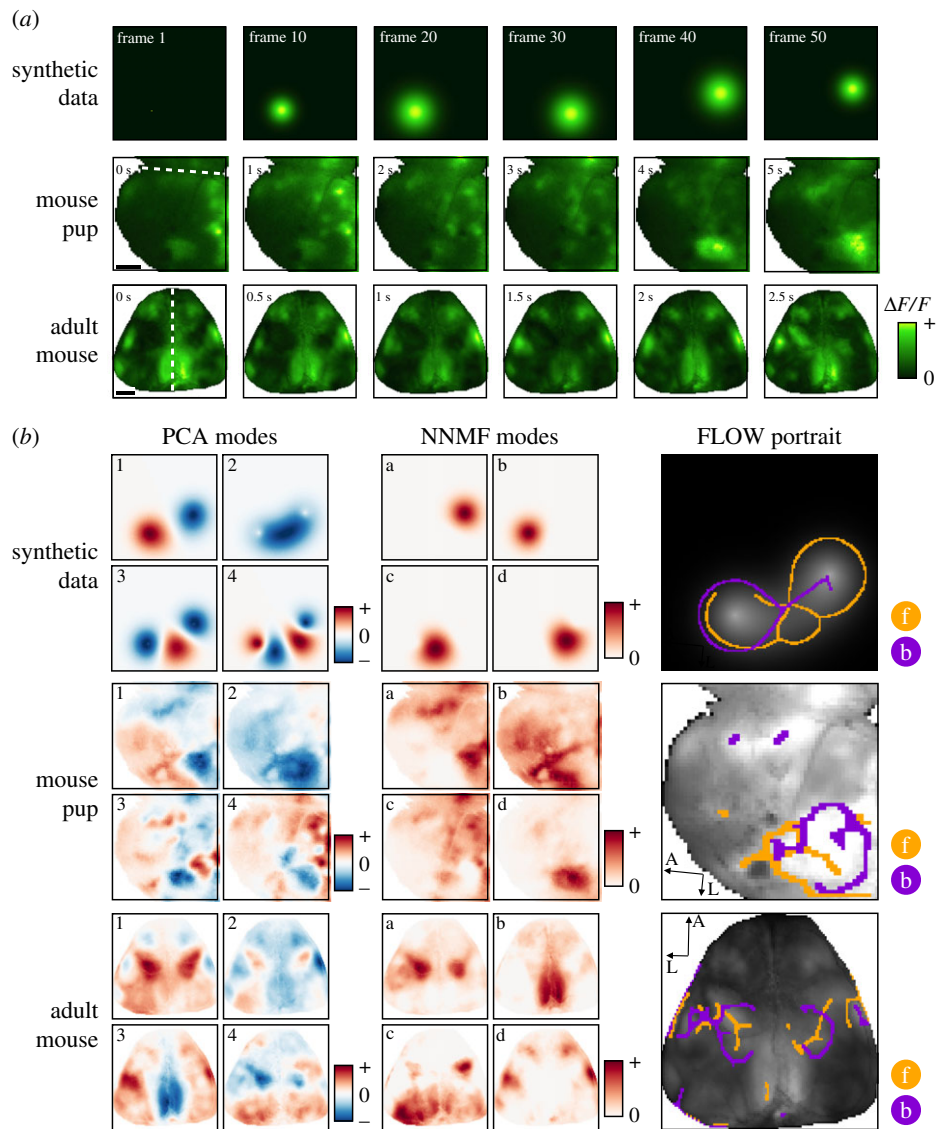 (a)
synthetic data
frame 1
frame 10
frame 20
frame 30
frame 40
frame 50
mouse pup
0 s
1 s
2 s
3 s
4 s
5 s
adult mouse
0 s
0.5 s
1 s
1.5 s
2 s
2.5 s
ΔF/F
+
0
(b)
PCA modes
NNMF modes
FLOW portrait
synthetic data
1
2
3
4
+
0
–
a
b
c
d
+
0
f
b
mouse pup
1
2
3
4
+
0
–
a
b
c
d
+
0
A
L
f
b
adult mouse
1
2
3
4
+
0
–
a
b
c
d
+
0
A
L
f
b